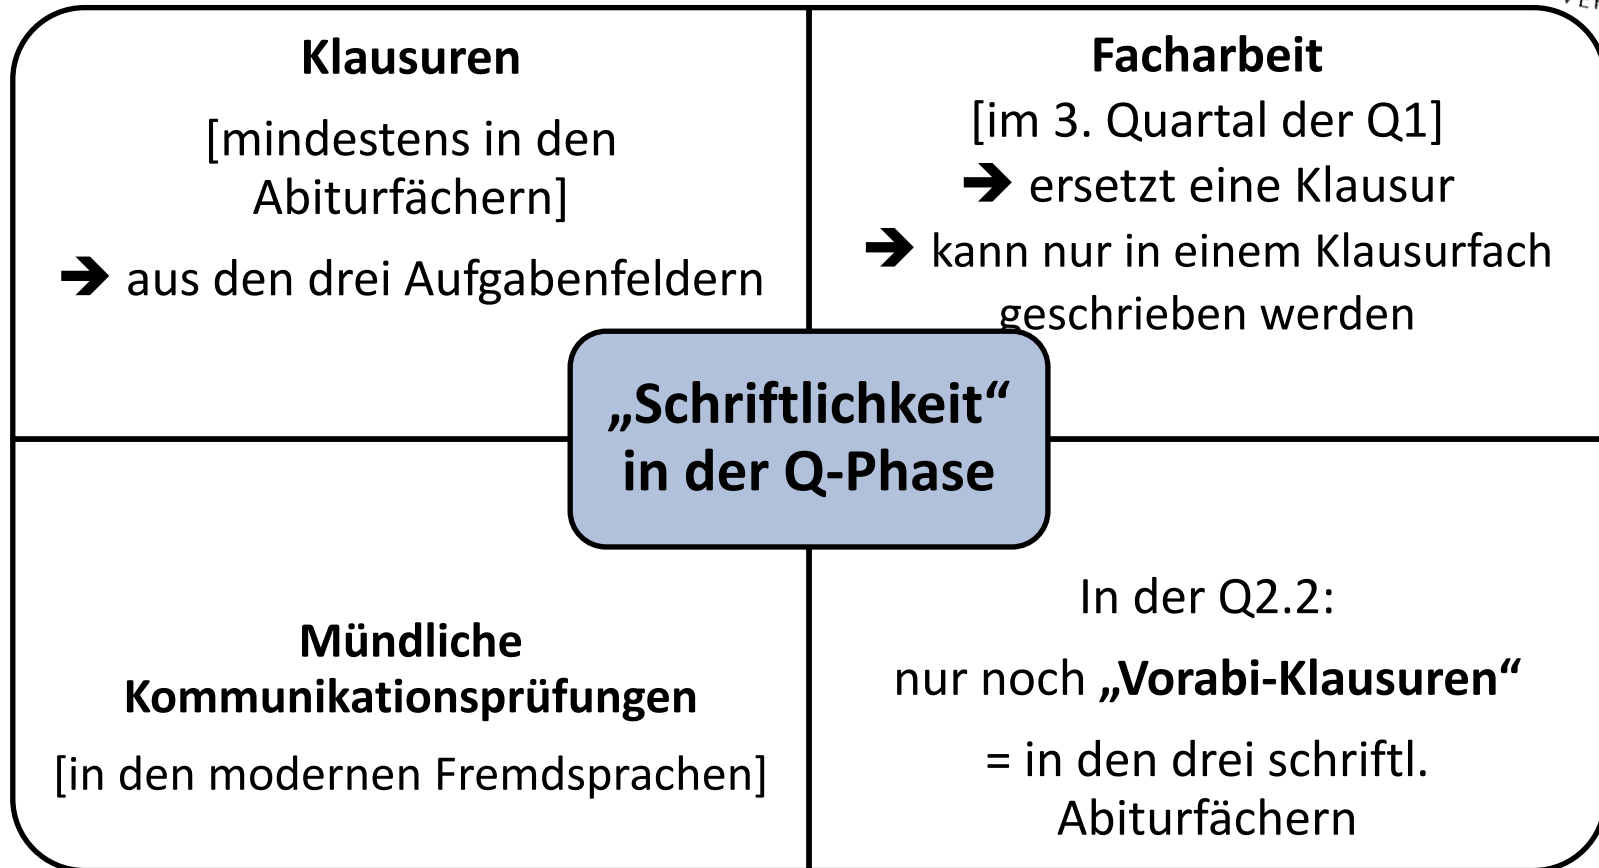 Klausuren
[mindestens in den
Abiturfächern]
➔ aus den drei Aufgabenfeldern
Facharbeit
[im 3. Quartal der Q1]
➔ ersetzt eine Klausur
➔ kann nur in einem Klausurfach
geschrieben werden
„Schriftlichkeit“
in der Q-Phase
Mündliche
Kommunikationsprüfungen
[in den modernen Fremdsprachen]
In der Q2.2:
nur noch „Vorabi-Klausuren“
= in den drei schriftl.
Abiturfächern